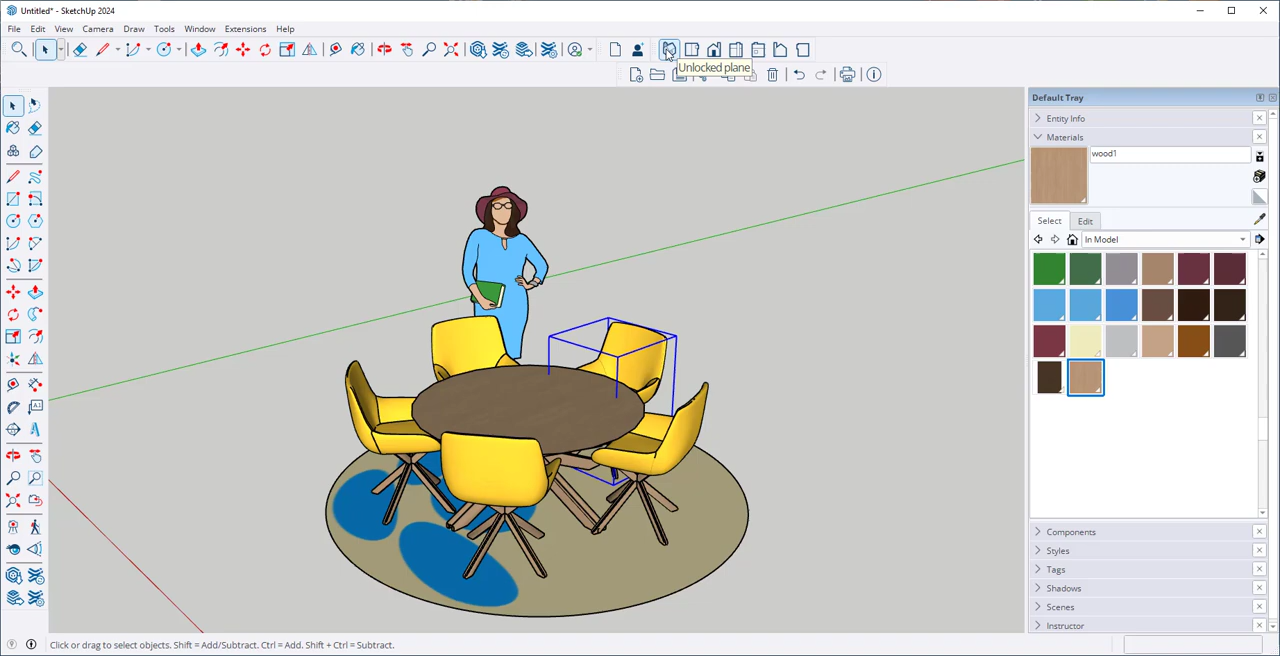 Untitled* - SketchUp 2024
File Edit View Camera Draw Tools Window Extensions Help
Unlocked plane
Default Tray
Entity Info
Materials
wood1
Select Edit
In Model
Components
Styles
Tags
Shadows
Scenes
Instructor
Click or drag to select objects. Shift = Add/Subtract. Ctrl = Add. Shift + Ctrl = Subtract.